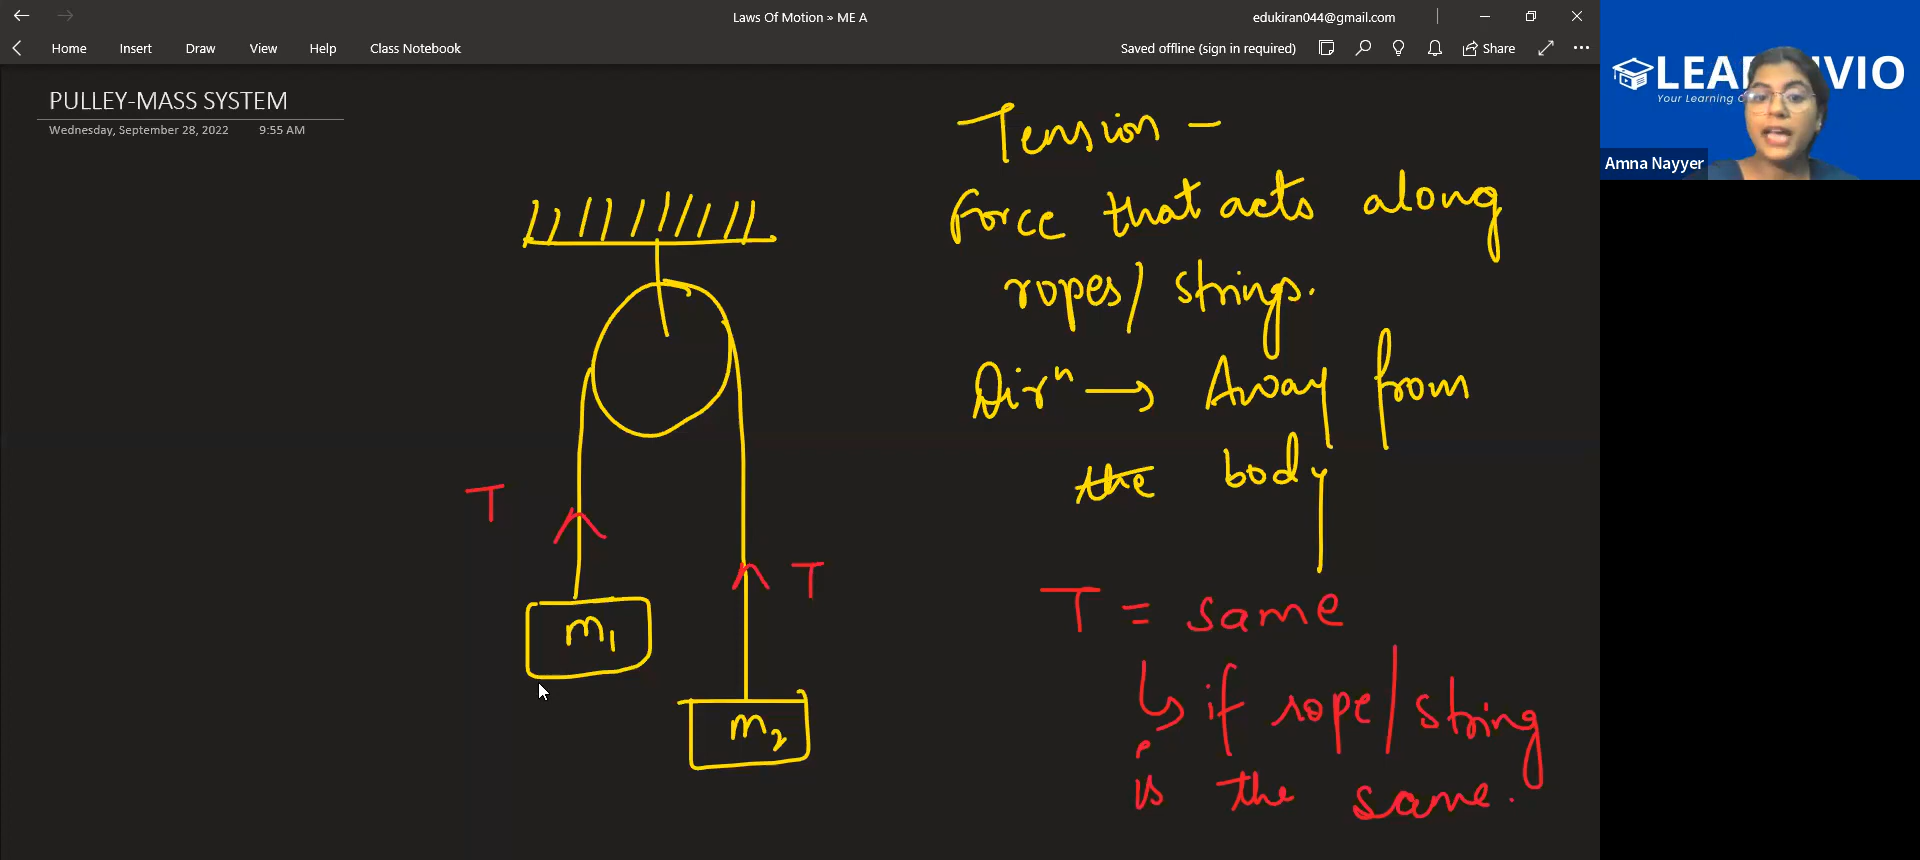 Laws Of Motion » ME A
edukiran044@gmail.com
Home Insert Draw View Help Class Notebook
Saved offline (sign in required) Share
PULLEY-MASS SYSTEM
Wednesday, September 28, 2022 9:55 AM
Tension –
Force that acts along
ropes/ strings.
Dirⁿ → Away from
the body
T
T
m₁
m₂
T = same
↳ if rope/string
is the same.
Your Learning
Amna Nayyer